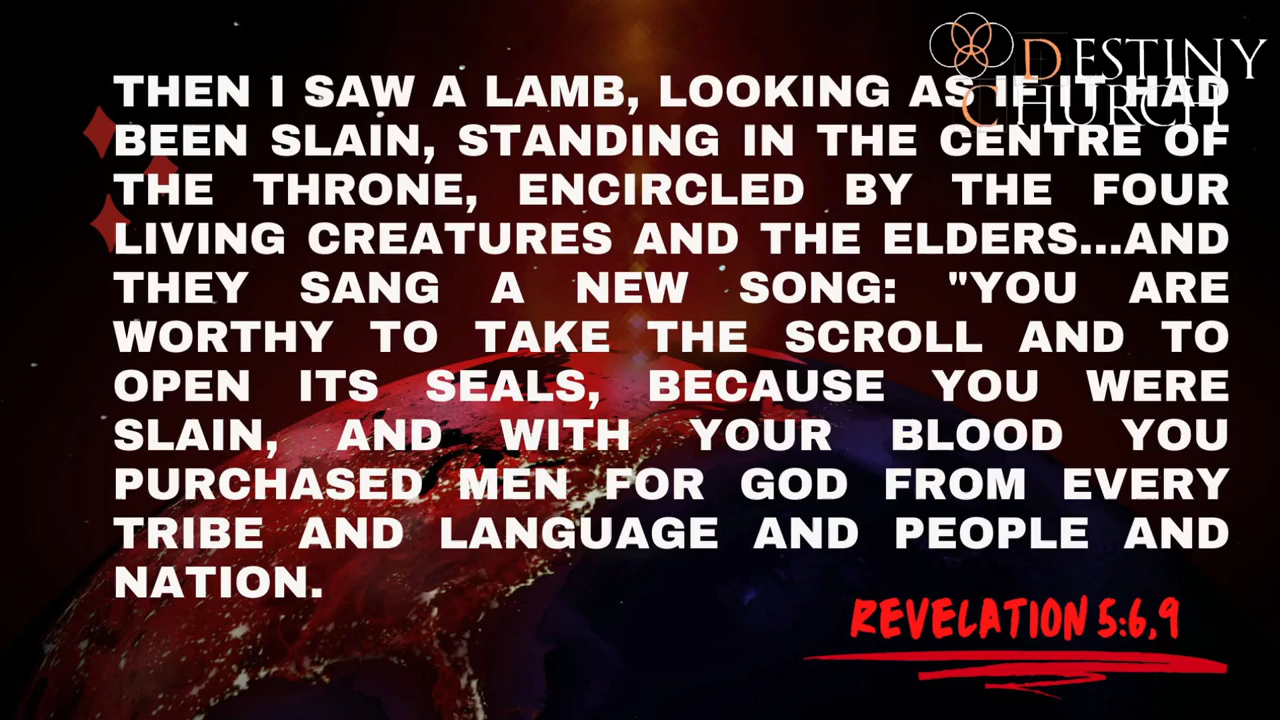 DESTINY
CHURCH
THEN I SAW A LAMB, LOOKING AS IF IT HAD
BEEN SLAIN, STANDING IN THE CENTRE OF
THE THRONE, ENCIRCLED BY THE FOUR
LIVING CREATURES AND THE ELDERS...AND
THEY SANG A NEW SONG: "YOU ARE
WORTHY TO TAKE THE SCROLL AND TO
OPEN ITS SEALS, BECAUSE YOU WERE
SLAIN, AND WITH YOUR BLOOD YOU
PURCHASED MEN FOR GOD FROM EVERY
TRIBE AND LANGUAGE AND PEOPLE AND
NATION.
REVELATION 5:6,9